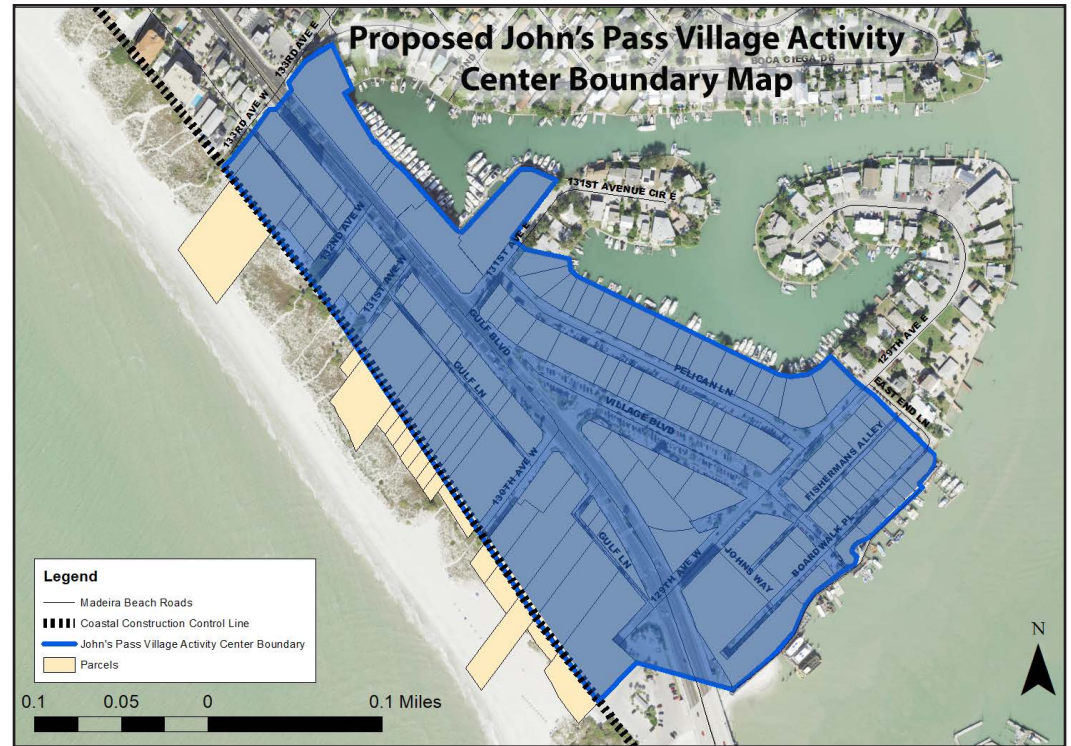 Proposed John's Pass Village Activity
Center Boundary Map
BOCA CIEGA DR
133RD AVE E
133RD AVE W
131ST AVENUE CIR E
132ND AVE W
131ST AVE E
131ST AVE W
GULF BLVD
GULF LN
PELICAN LN
VILLAGE BLVD
129TH AVE E
EAST END LN
FISHERMANS ALLEY
130TH AVE W
GULF LN
129TH AVE W
JOHNS WAY
BOARDWALK PL
Legend
Madeira Beach Roads
Coastal Construction Control Line
John's Pass Village Activity Center Boundary
Parcels
0.1 0.05 0 0.1 Miles
N